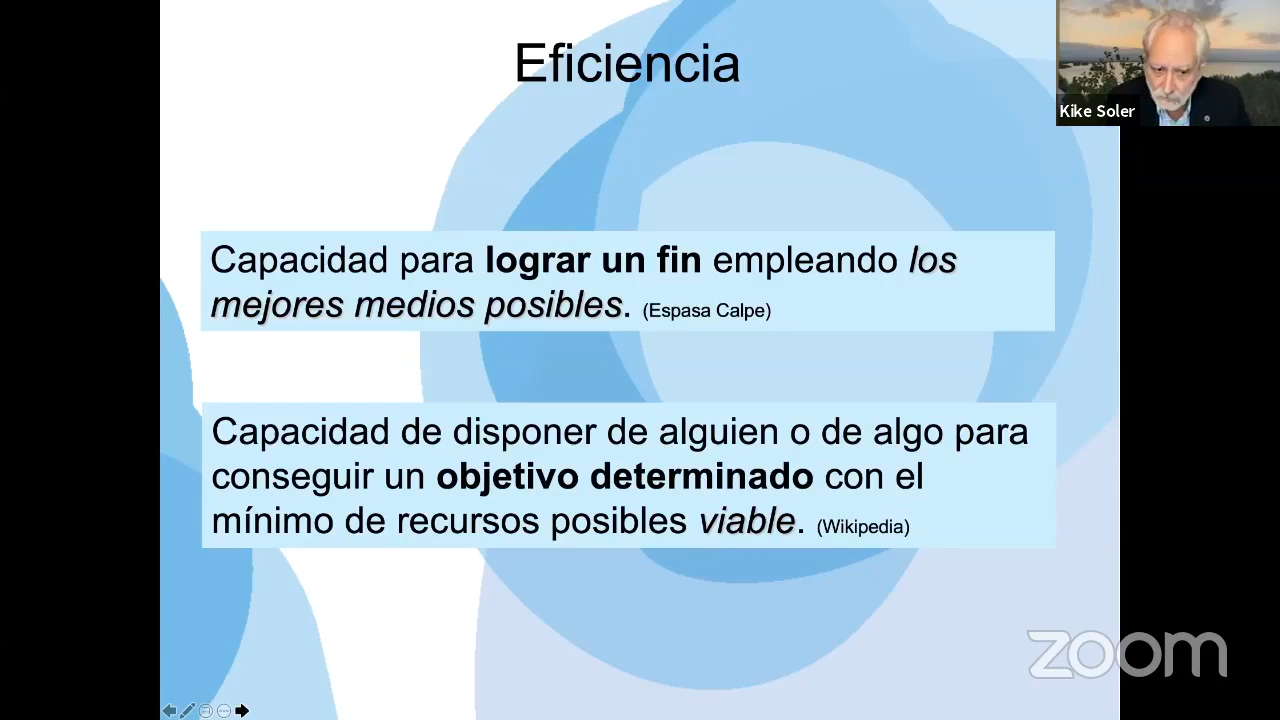 Eficiencia
Kike Soler
Capacidad para lograr un fin empleando los
mejores medios posibles. (Espasa Calpe)
Capacidad de disponer de alguien o de algo para
conseguir un objetivo determinado con el
mínimo de recursos posibles viable. (Wikipedia)
zoom